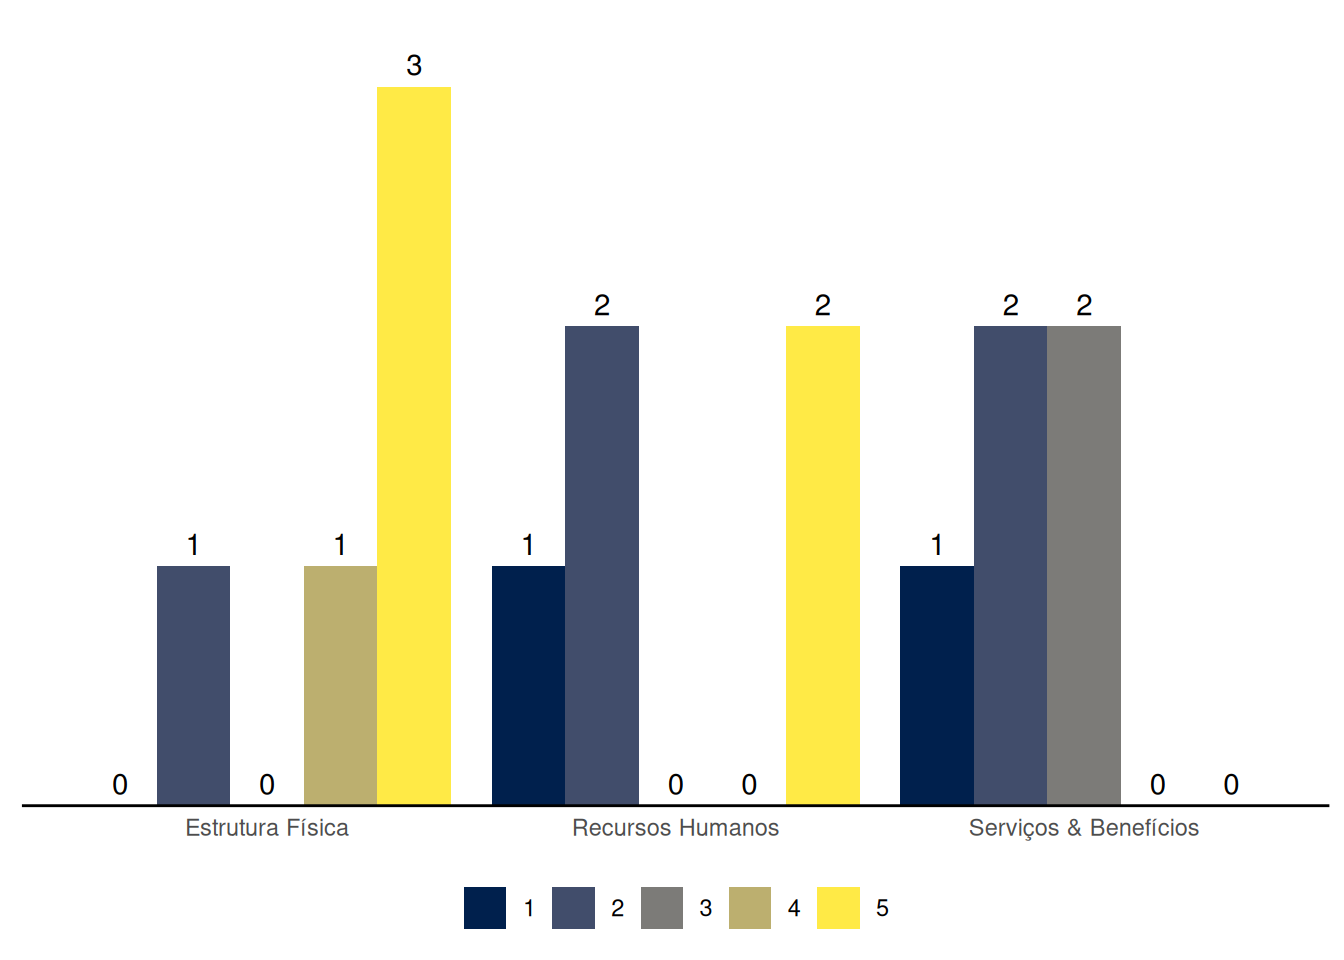 3
2 2 2 2
1 1 1 1
0 0 0 0 0 0
Estrutura Física Recursos Humanos Serviços & Benefícios
1 2 3 4 5